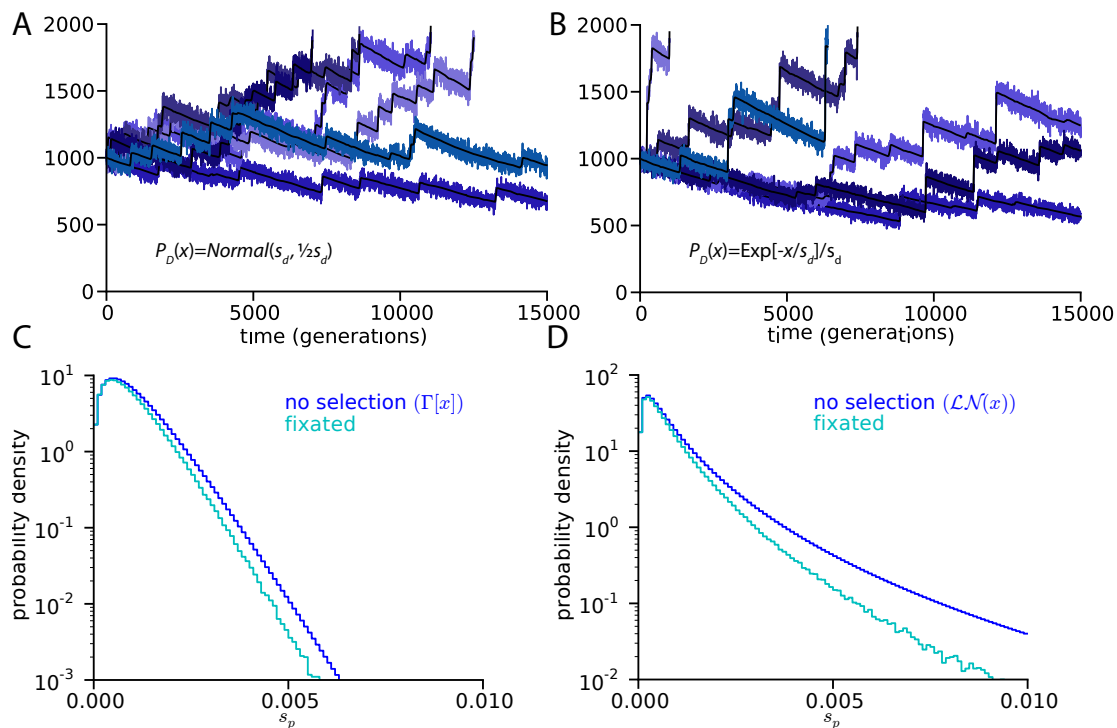 A
2000
1500
1000
500
0
P_D(x)=Normal(s_d, ½s_d)
0
5000
10000
15000
time (generations)
B
2000
1500
1000
500
0
P_D(x)=Exp[-x/s_d]/s_d
0
5000
10000
15000
time (generations)
C
probability density
10^1
10^0
10^-1
10^-2
10^-3
no selection (Γ[x])
fixated
0.000
0.005
0.010
s_p
D
probability density
10^2
10^1
10^0
10^-1
10^-2
no selection (ℒ𝒩(x))
fixated
0.000
0.005
0.010
s_p